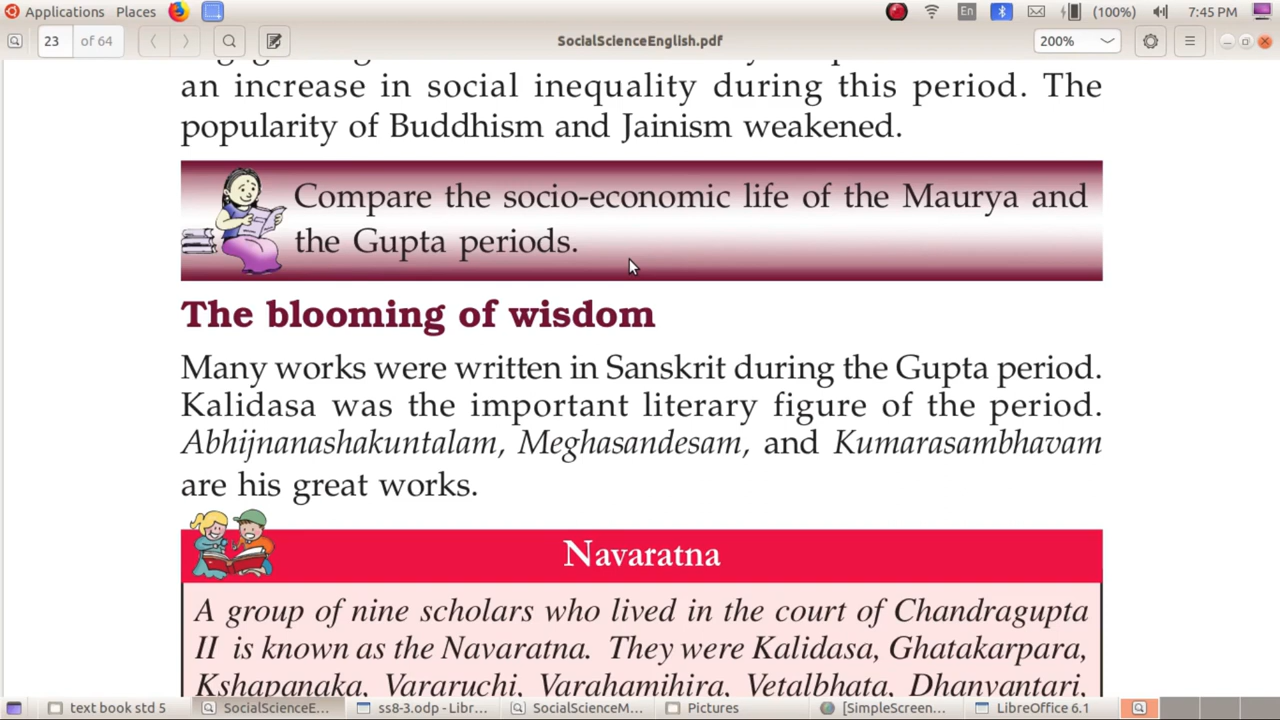 Applications Places En (100%) 7:45 PM
23 of 64 SocialScienceEnglish.pdf 200%
an increase in social inequality during this period. The
popularity of Buddhism and Jainism weakened.
Compare the socio-economic life of the Maurya and
the Gupta periods.
The blooming of wisdom
Many works were written in Sanskrit during the Gupta period.
Kalidasa was the important literary figure of the period.
Abhijnanashakuntalam, Meghasandesam, and Kumarasambhavam
are his great works.
Navaratna
A group of nine scholars who lived in the court of Chandragupta
II is known as the Navaratna. They were Kalidasa, Ghatakarpara,
Kshapanaka, Vararuchi, Varahamihira, Vetalbhata, Dhanvantari,
text book std 5 SocialScienceE... ss8-3.odp - Libr... SocialScienceM... Pictures [SimpleScreen... LibreOffice 6.1